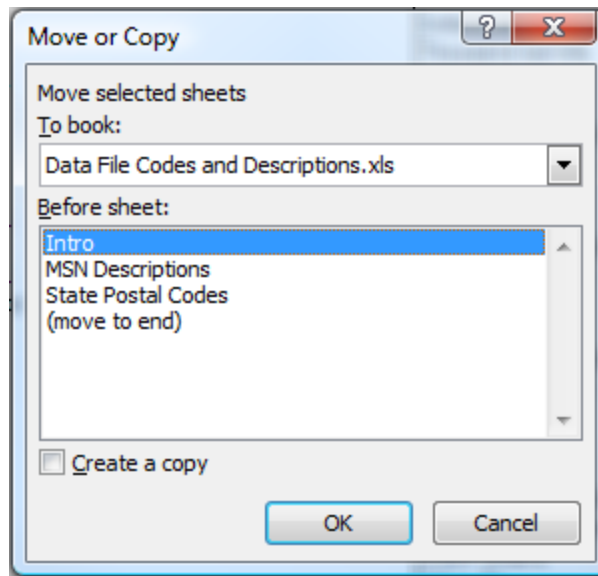 Move or Copy
Move selected sheets
To book:
Data File Codes and Descriptions.xls
Before sheet:
Intro
MSN Descriptions
State Postal Codes
(move to end)
Create a copy
OK Cancel